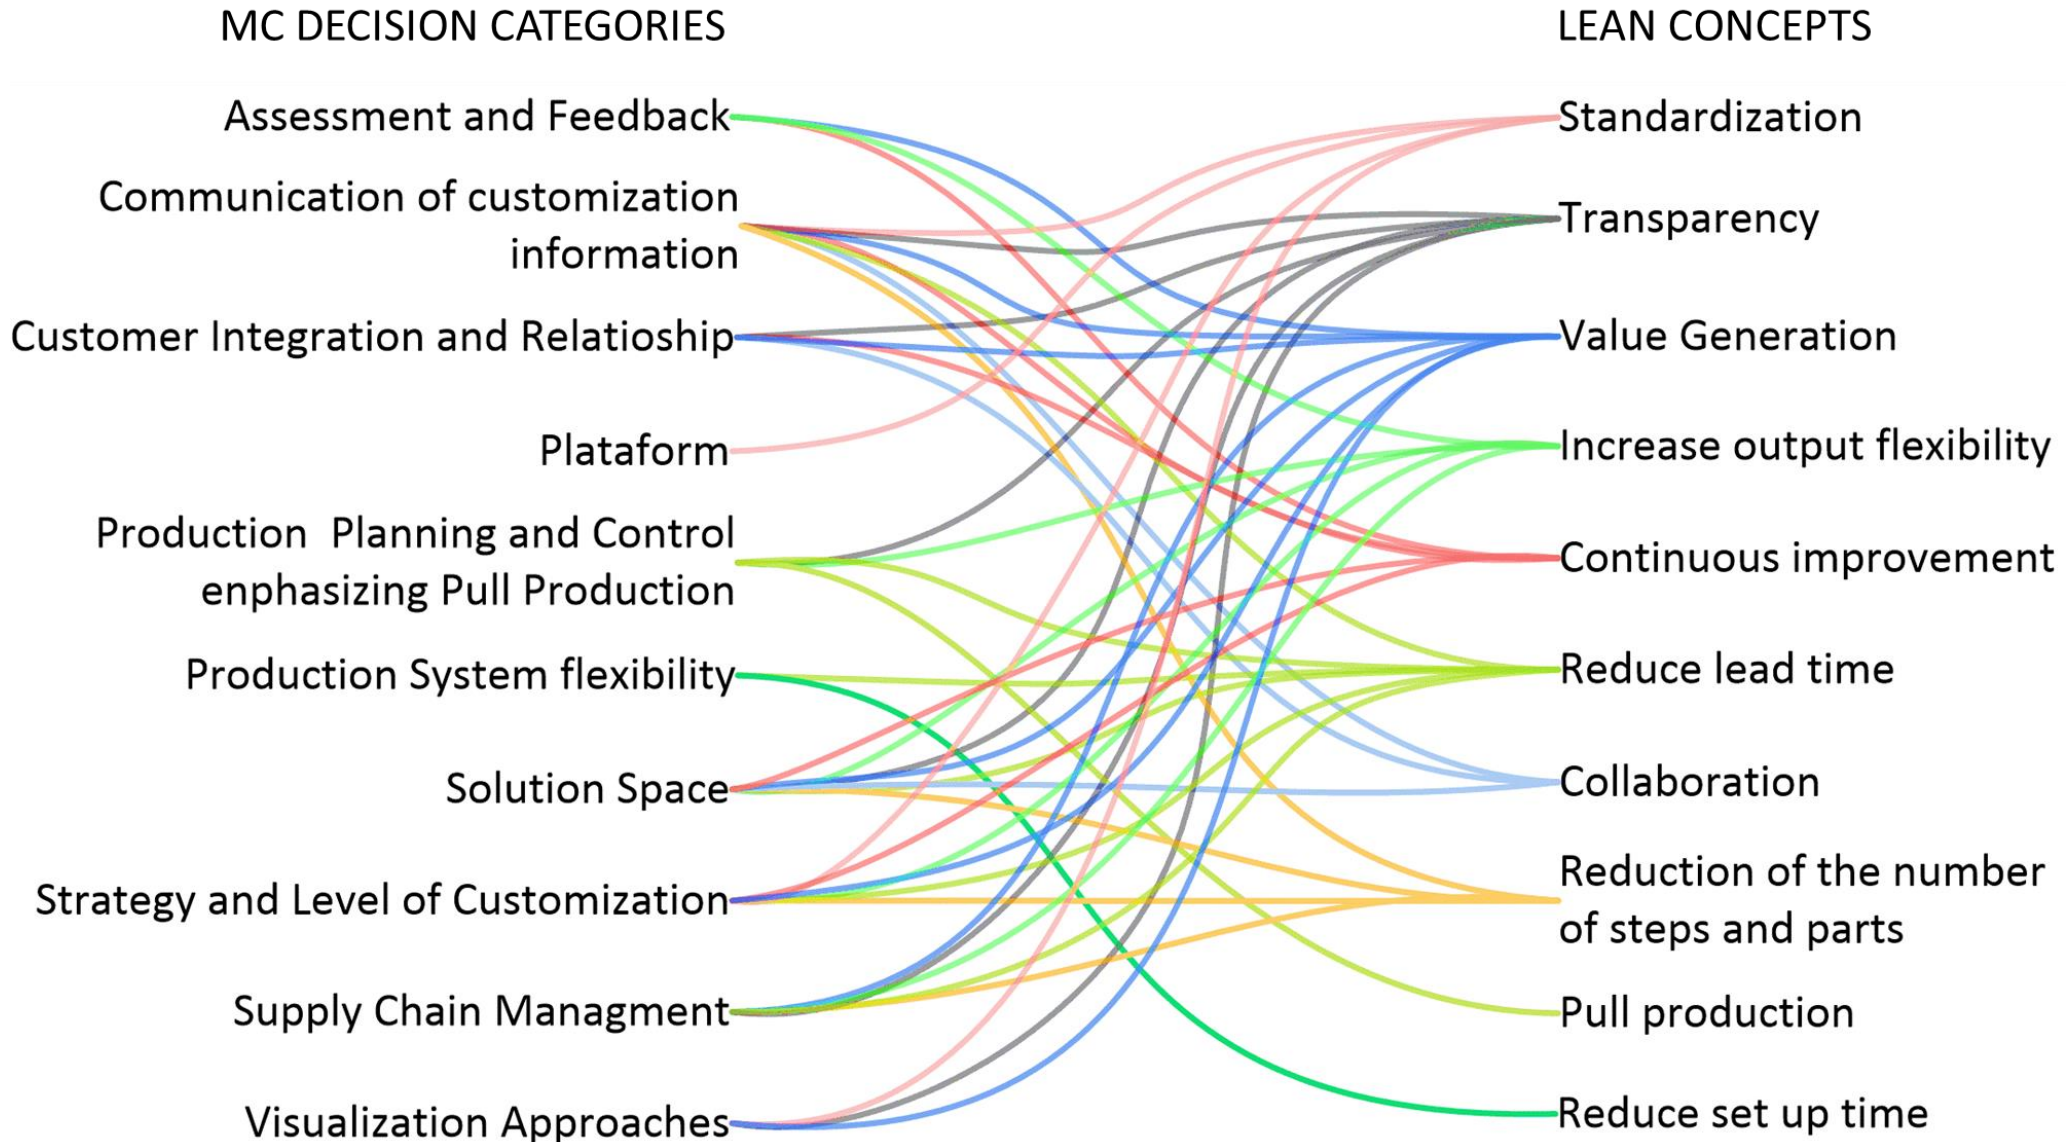 MC DECISION CATEGORIES
Assessment and Feedback
Communication of customization
information
Customer Integration and Relatioship
Plataform
Production  Planning and Control
enphasizing Pull Production
Production System flexibility
Solution Space
Strategy and Level of Customization
Supply Chain Managment
Visualization Approaches
LEAN CONCEPTS
Standardization
Transparency
Value Generation
Increase output flexibility
Continuous improvement
Reduce lead time
Collaboration
Reduction of the number
of steps and parts
Pull production
Reduce set up time